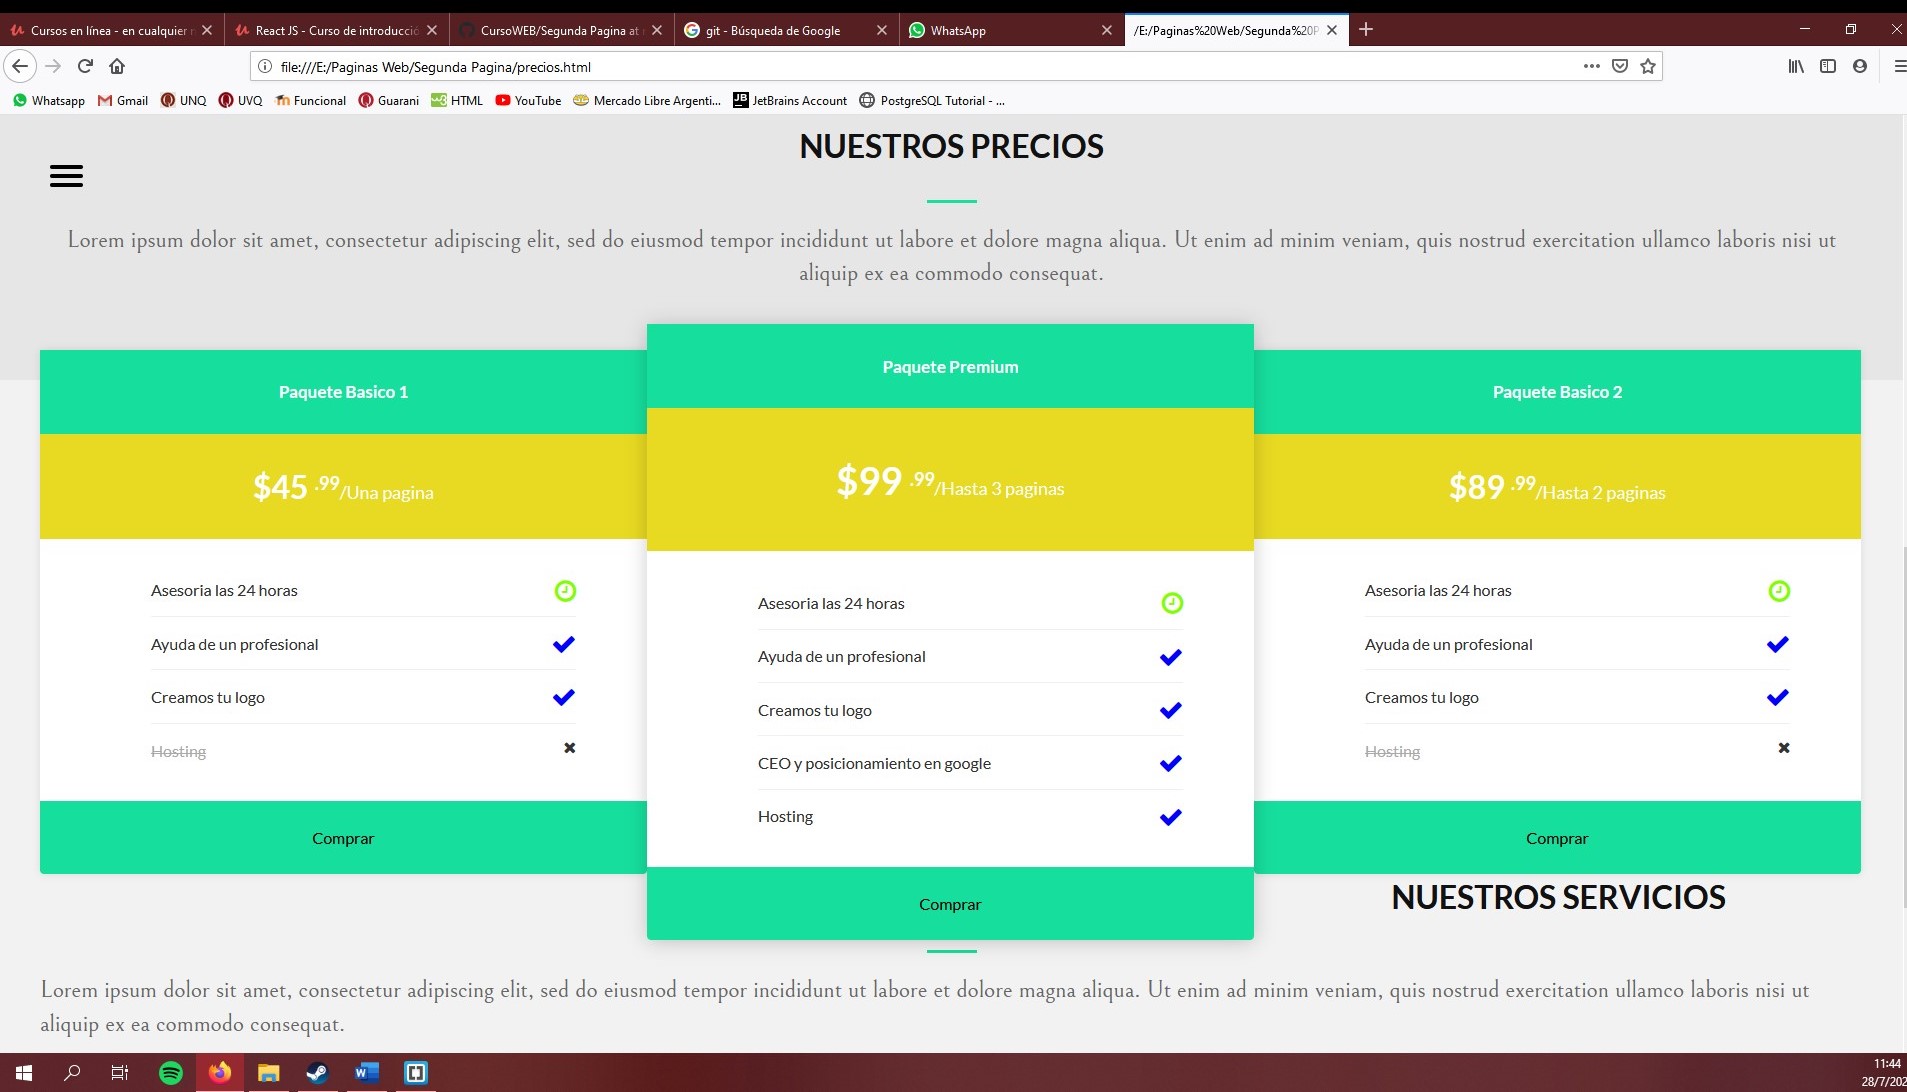 Cursos en línea - en cualquier
React JS - Curso de introducció
CursoWEB/Segunda Pagina at
git - Búsqueda de Google
WhatsApp
/E:/Paginas%20Web/Segunda%20P
file:///E:/Paginas Web/Segunda Pagina/precios.html
Whatsapp
Gmail
UNQ
UVQ
Funcional
Guarani
HTML
YouTube
Mercado Libre Argenti...
JetBrains Account
PostgreSQL Tutorial - ...
NUESTROS PRECIOS
Lorem ipsum dolor sit amet, consectetur adipiscing elit, sed do eiusmod tempor incididunt ut labore et dolore magna aliqua. Ut enim ad minim veniam, quis nostrud exercitation ullamco laboris nisi ut
aliquip ex ea commodo consequat.
Paquete Basico 1
$45 .99/Una pagina
Asesoria las 24 horas
Ayuda de un profesional
Creamos tu logo
Hosting
Comprar
Paquete Premium
$99 .99/Hasta 3 paginas
Asesoria las 24 horas
Ayuda de un profesional
Creamos tu logo
CEO y posicionamiento en google
Hosting
Comprar
Paquete Basico 2
$89 .99/Hasta 2 paginas
Asesoria las 24 horas
Ayuda de un profesional
Creamos tu logo
Hosting
Comprar
NUESTROS SERVICIOS
Lorem ipsum dolor sit amet, consectetur adipiscing elit, sed do eiusmod tempor incididunt ut labore et dolore magna aliqua. Ut enim ad minim veniam, quis nostrud exercitation ullamco laboris nisi ut
aliquip ex ea commodo consequat.
11:44
28/7/202